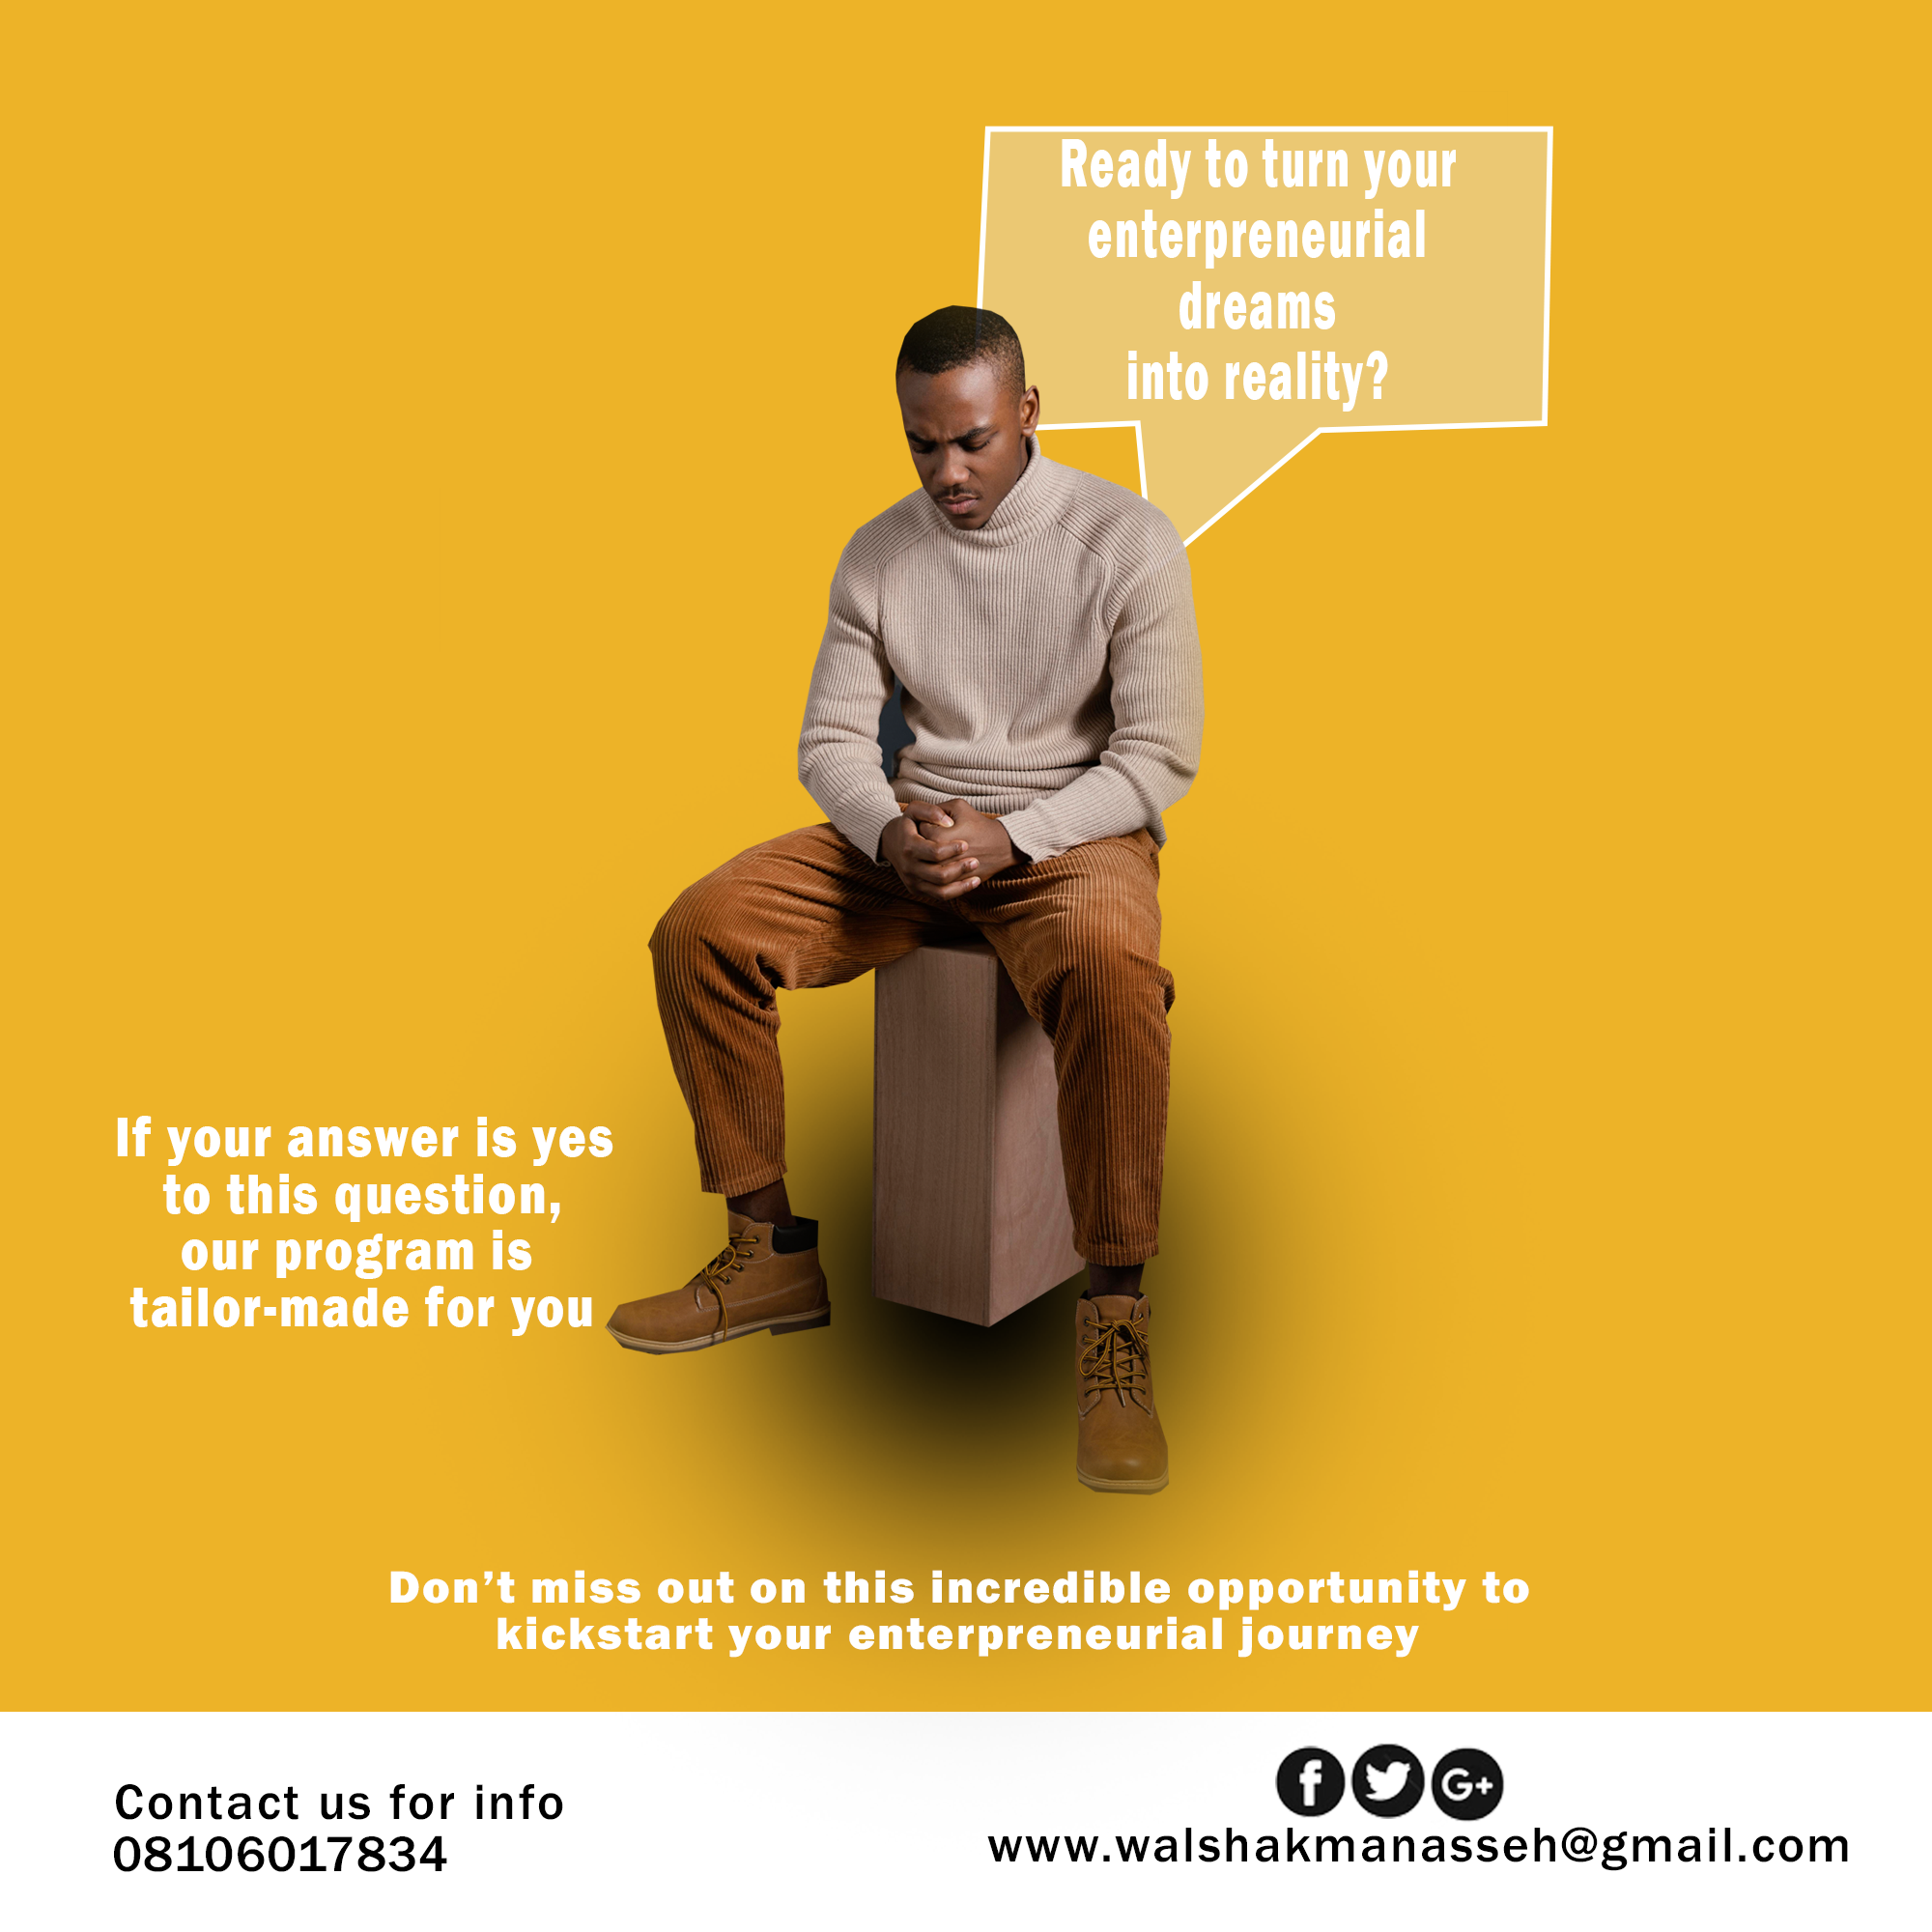 Ready to turn your
enterpreneurial
dreams
into reality?
If your answer is yes
to this question,
our program is
tailor-made for you
Don’t miss out on this incredible opportunity to
kickstart your enterpreneurial journey
Contact us for info
08106017834
f G+
www.walshakmanasseh@gmail.com